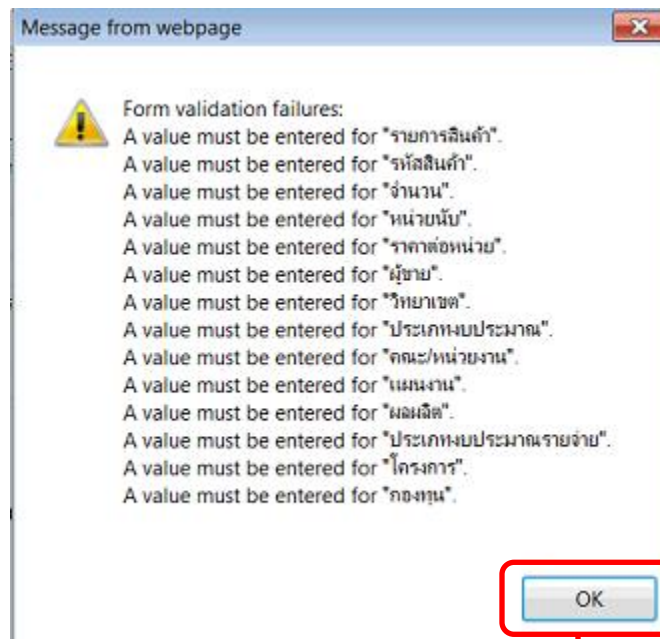 Message from webpage
Form validation failures:
A value must be entered for "รายการสินค้า".
A value must be entered for "รหัสสินค้า".
A value must be entered for "จำนวน".
A value must be entered for "หน่วยนับ".
A value must be entered for "ราคาต่อหน่วย".
A value must be entered for "ผู้ขาย".
A value must be entered for "วิทยาเขต".
A value must be entered for "ประเภทงบประมาณ".
A value must be entered for "คณะ/หน่วยงาน".
A value must be entered for "แผนงาน".
A value must be entered for "ผลผลิต".
A value must be entered for "ประเภทงบประมาณรายจ่าย".
A value must be entered for "โครงการ".
A value must be entered for "กองทุน".
OK